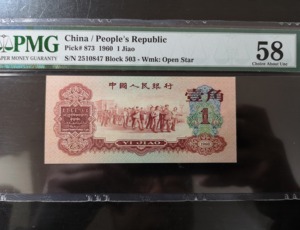 PMG
PAPER MONEY GUARANTY
China / People's Republic
Pick# 873 1960 1 Jiao
S/N 2510847 Block 503 - Wmk: Open Star
58
Choice About Unc
中国人民银行
壹角
1
YI JIAO
1960